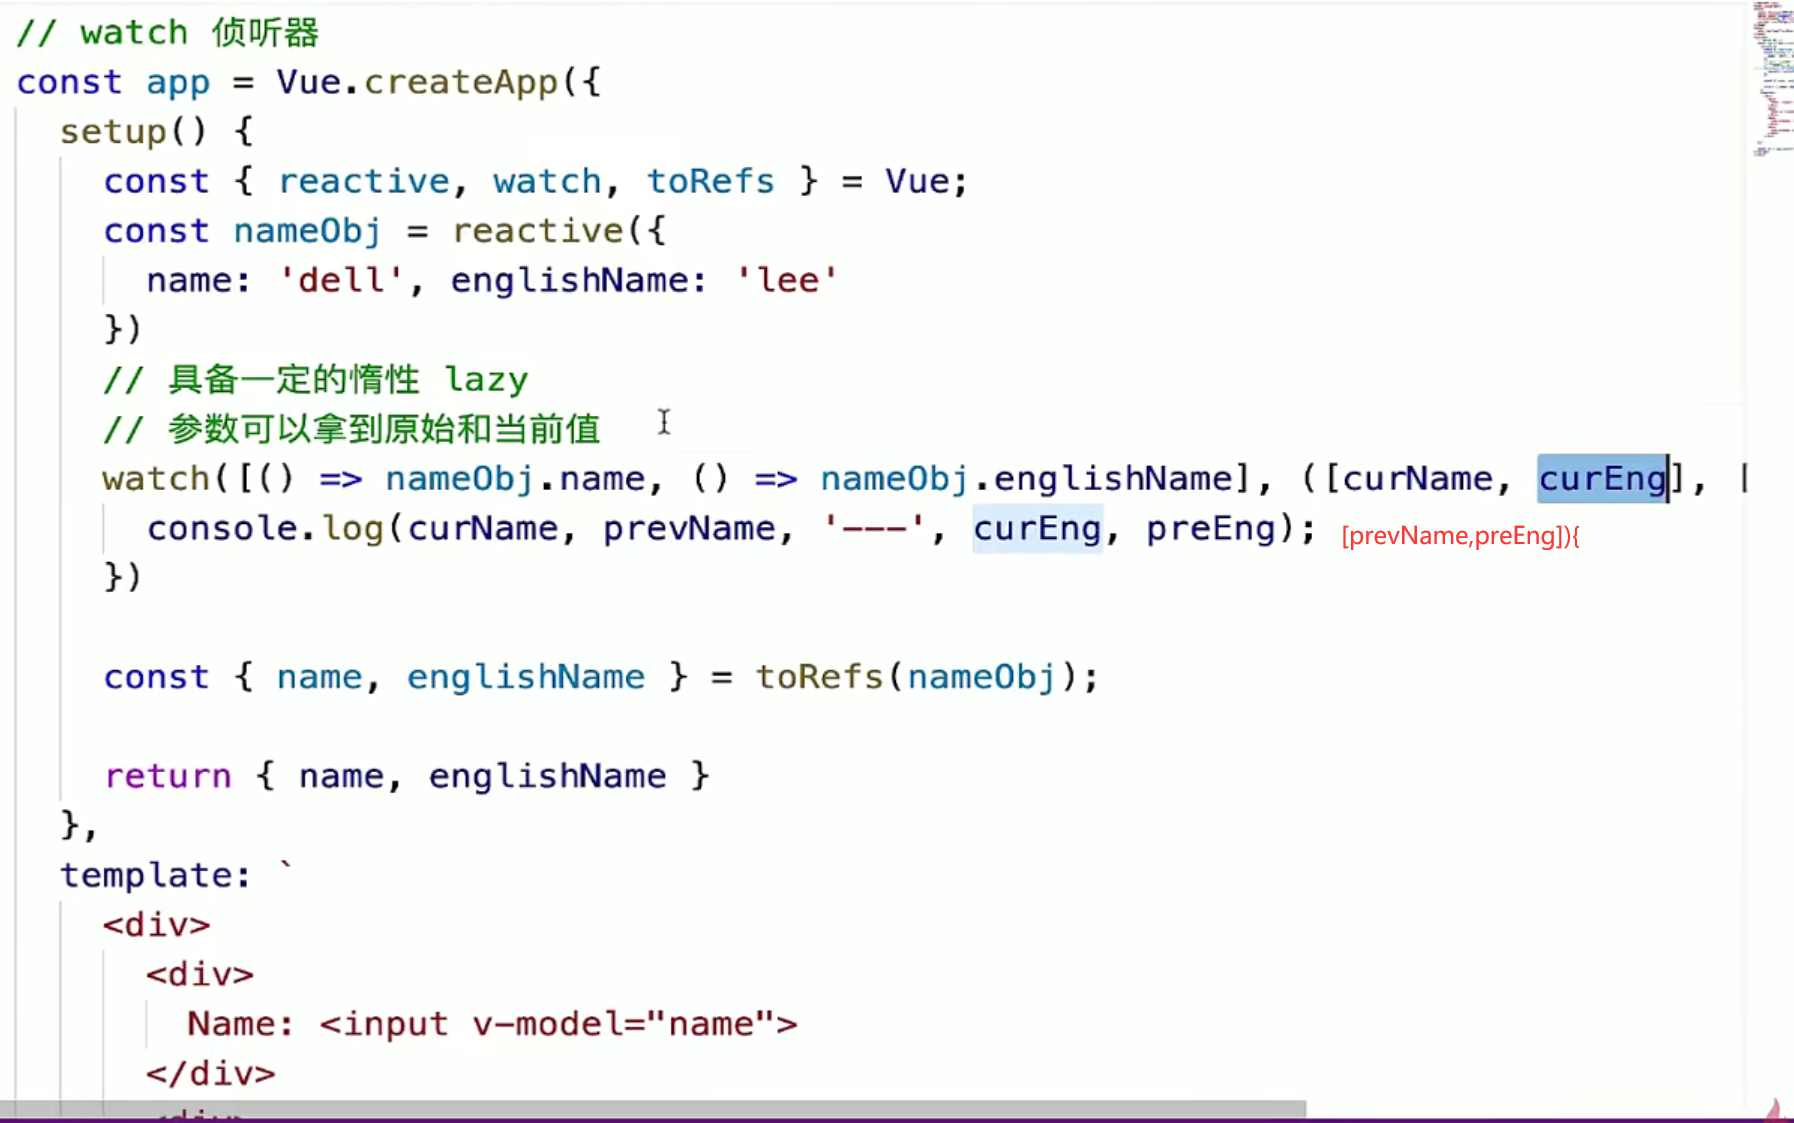 // watch 侦听器
const app = Vue.createApp({
setup() {
const { reactive, watch, toRefs } = Vue;
const nameObj = reactive({
name: 'dell', englishName: 'lee'
})
// 具备一定的惰性 lazy
// 参数可以拿到原始和当前值
watch([() => nameObj.name, () => nameObj.englishName], ([curName, curEng], [
console.log(curName, prevName, '---', curEng, preEng); [prevName,preEng]){
})
const { name, englishName } = toRefs(nameObj);
return { name, englishName }
},
template: `
<div>
<div>
Name: <input v-model="name">
</div>
<div>